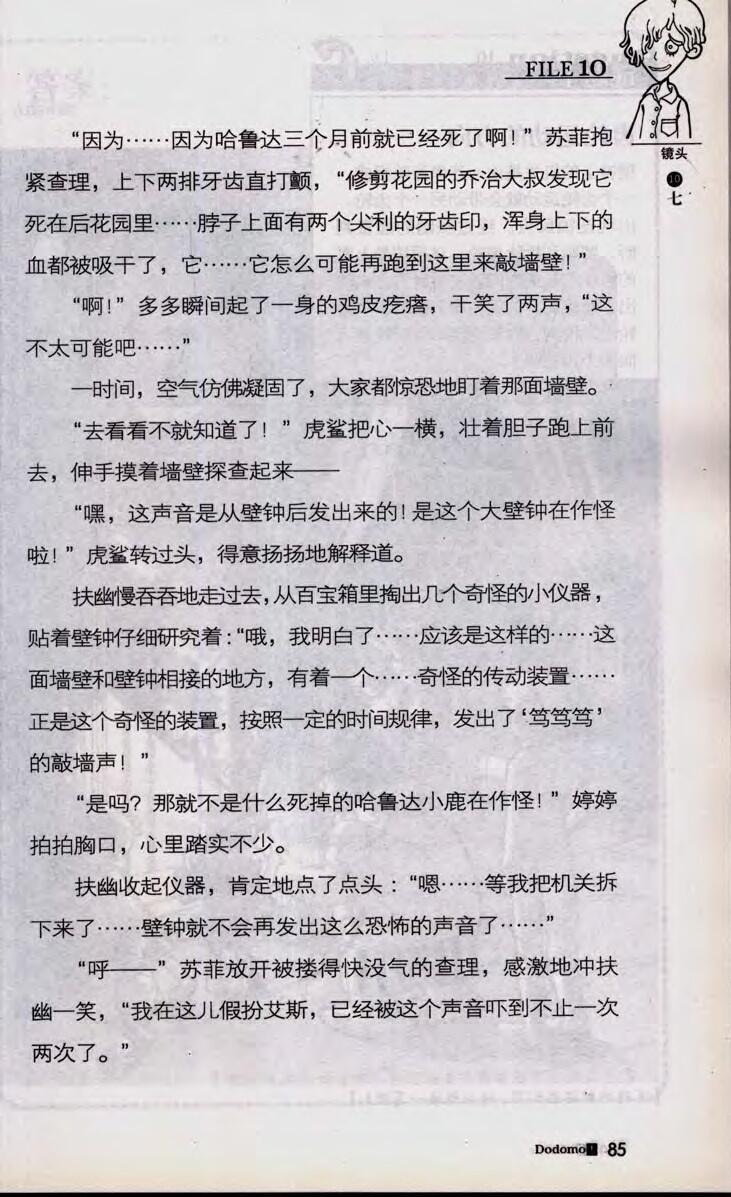 FILE 10
镜头
十七
“因为……因为哈鲁达三个月前就已经死了啊！”苏菲抱
紧查理，上下两排牙齿直打颤，“修剪花园的乔治大叔发现它
死在后花园里……脖子上面有两个尖利的牙齿印，浑身上下的
血都被吸干了，它……它怎么可能再跑到这里来敲墙壁！”
“啊！”多多瞬间起了一身的鸡皮疙瘩，干笑了两声，“这
不太可能吧……”
一时间，空气仿佛凝固了，大家都惊恐地盯着那面墙壁。
“去看看不就知道了！”虎鲨把心一横，壮着胆子跑上前
去，伸手摸着墙壁探查起来——
“嘿，这声音是从壁钟后发出来的！是这个大壁钟在作怪
啦！”虎鲨转过头，得意扬扬地解释道。
扶幽慢吞吞地走过去，从百宝箱里掏出几个奇怪的小仪器，
贴着壁钟仔细研究着：“哦，我明白了……应该是这样的……这
面墙壁和壁钟相接的地方，有着一个……奇怪的传动装置……
正是这个奇怪的装置，按照一定的时间规律，发出了‘笃笃笃’
的敲墙声！”
“是吗？那就不是什么死掉的哈鲁达小鹿在作怪！”婷婷
拍拍胸口，心里踏实不少。
扶幽收起仪器，肯定地点了点头：“嗯……等我把机关拆
下来了……壁钟就不会再发出这么恐怖的声音了……”
“呼——”苏菲放开被搂得快没气的查理，感激地冲扶
幽一笑，“我在这儿假扮艾斯，已经被这个声音吓到不止一次
两次了。”
Dodomo! 85